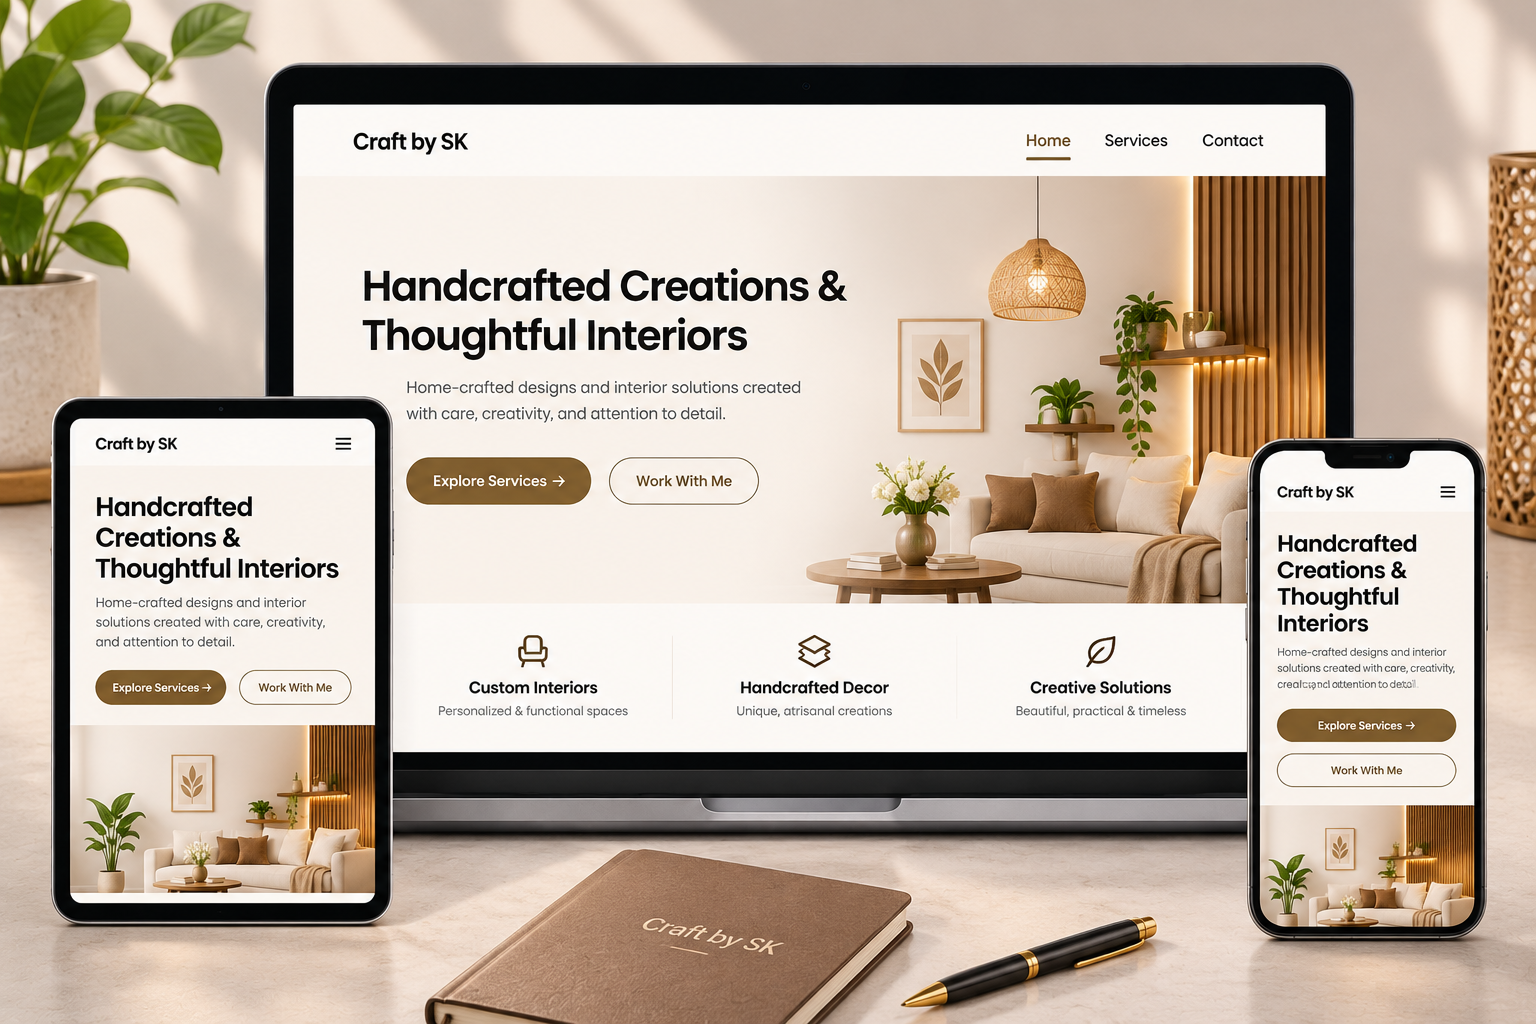 Craft by SK
Home Services Contact
Handcrafted Creations &
Thoughtful Interiors
Home-crafted designs and interior solutions created
with care, creativity, and attention to detail.
Explore Services →
Work With Me
Custom Interiors
Personalized & functional spaces
Handcrafted Decor
Unique, atrisanal creations
Creative Solutions
Beautiful, practical & timeless
Craft by SK
Handcrafted
Creations &
Thoughtful Interiors
Home-crafted designs and interior
solutions created with care, creativity,
and attention to detail.
Explore Services →
Work With Me
Craft by SK
Handcrafted
Creations &
Thoughtful
Interiors
Home-crafted designs and interior
solutions created with care, creativity,
attention to detail.
Explore Services →
Work With Me
Craft by SK